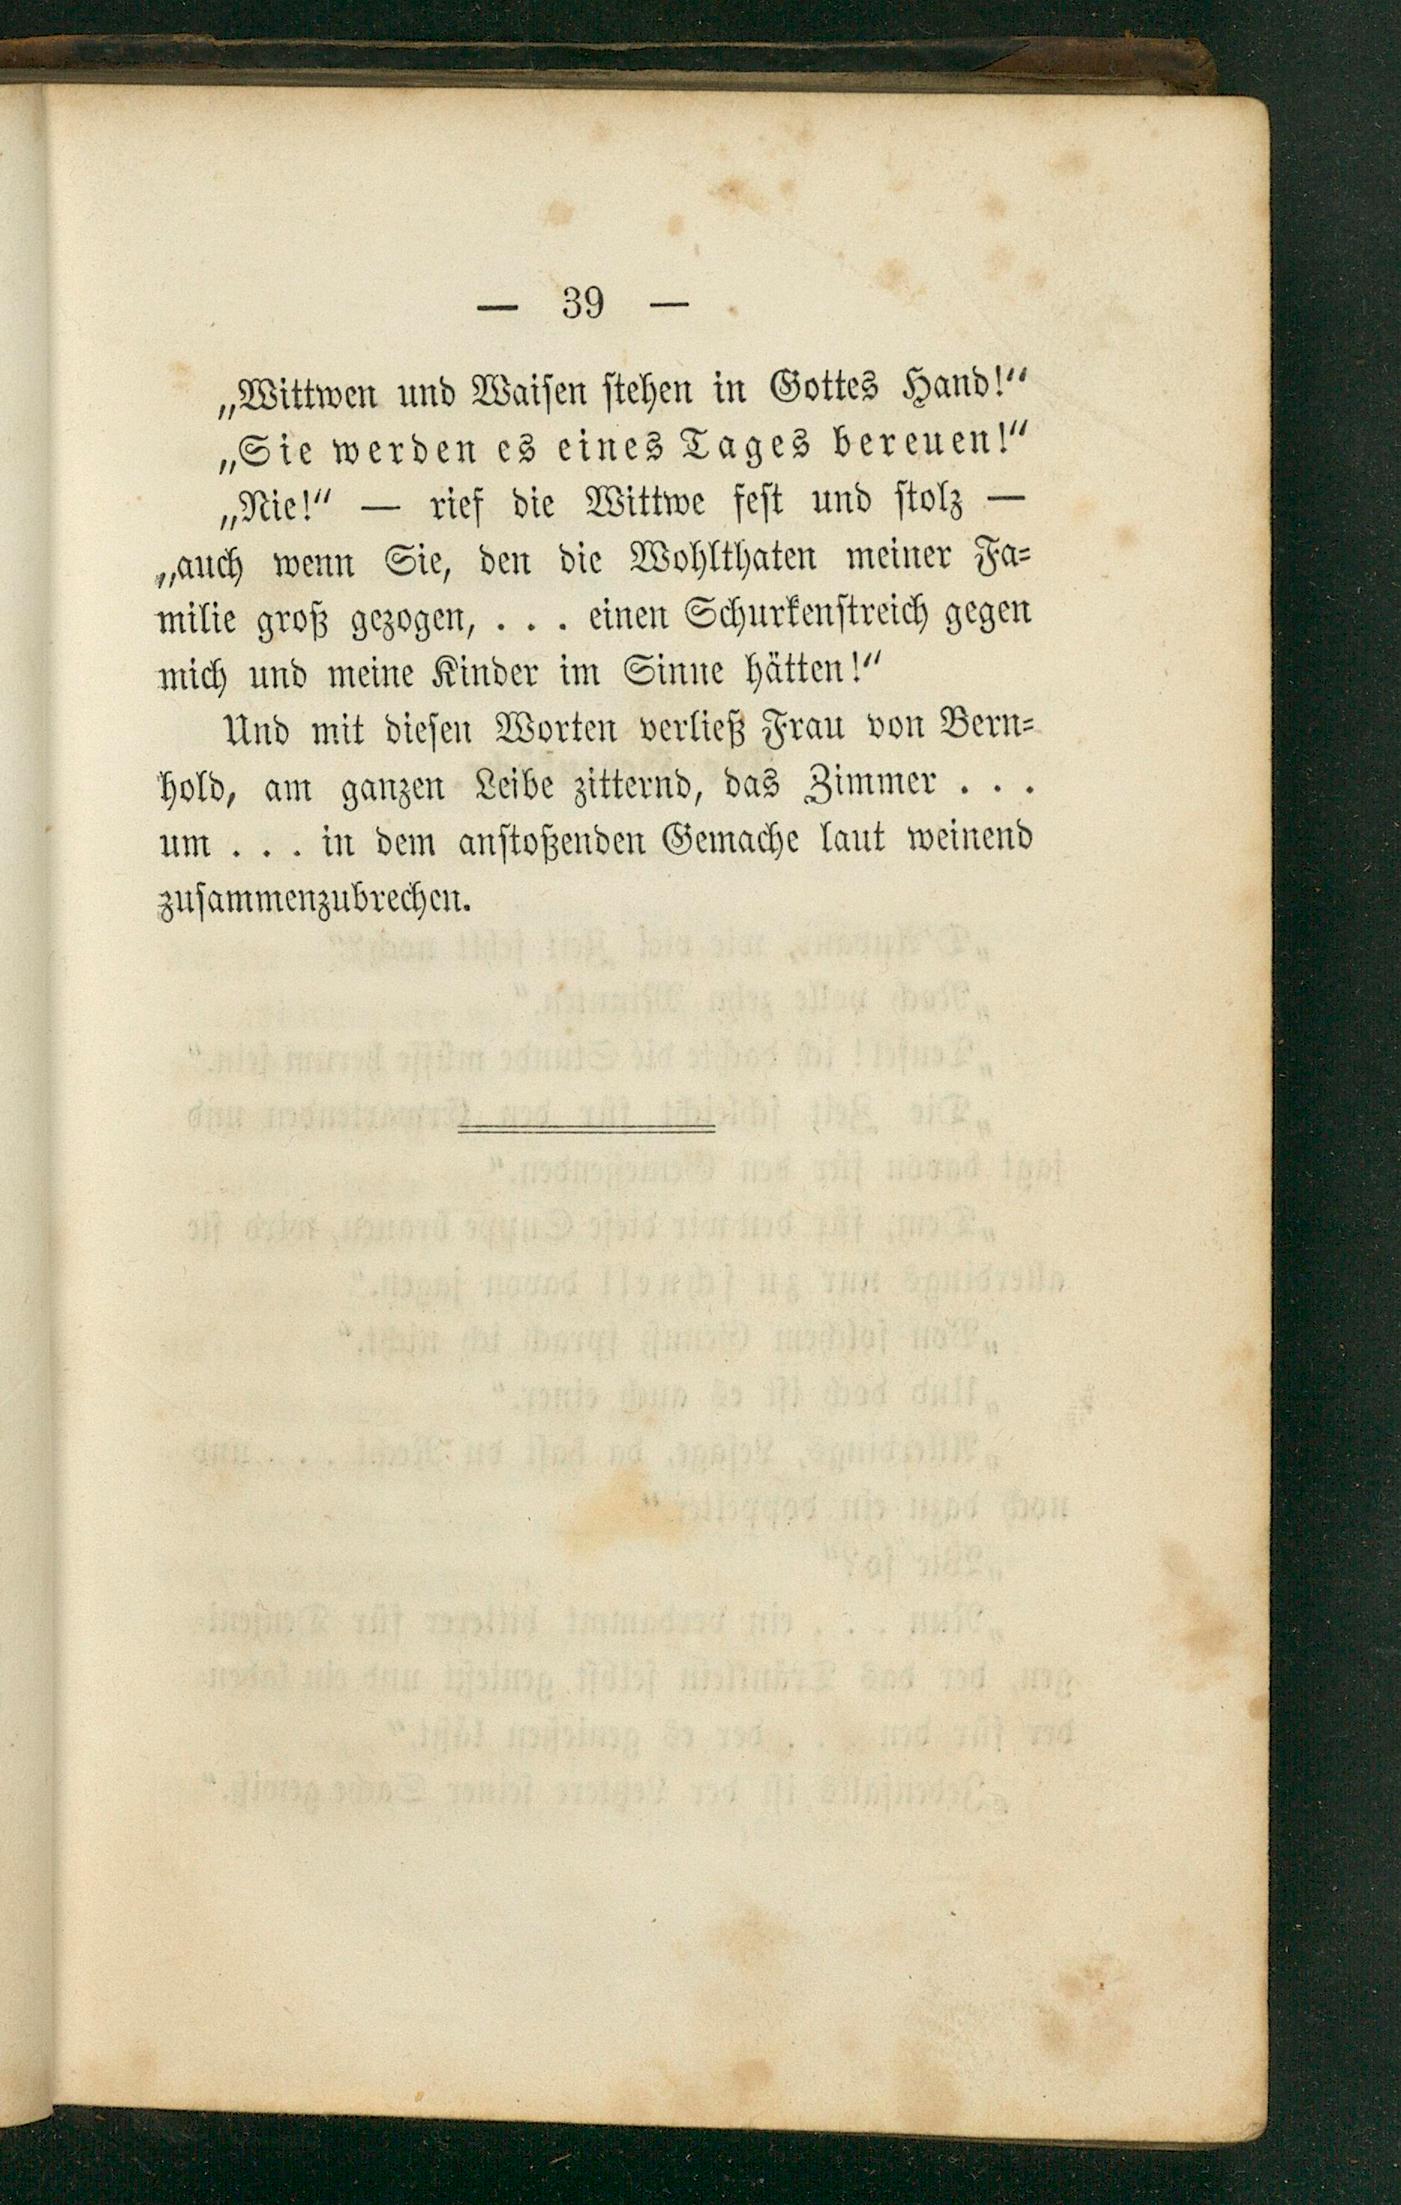 — 39 —
„Wittwen und Waisen stehen in Gottes Hand!“
„Sie werden es eines Tages bereuen!“
„Nie!“ — rief die Wittwe fest und stolz —
„auch wenn Sie, den die Wohlthaten meiner Fa-
milie groß gezogen, . . . einen Schurkenstreich gegen
mich und meine Kinder im Sinne hätten!“
Und mit diesen Worten verließ Frau von Bern-
hold, am ganzen Leibe zitternd, das Zimmer . . .
um . . . in dem anstoßenden Gemache laut weinend
zusammenzubrechen.